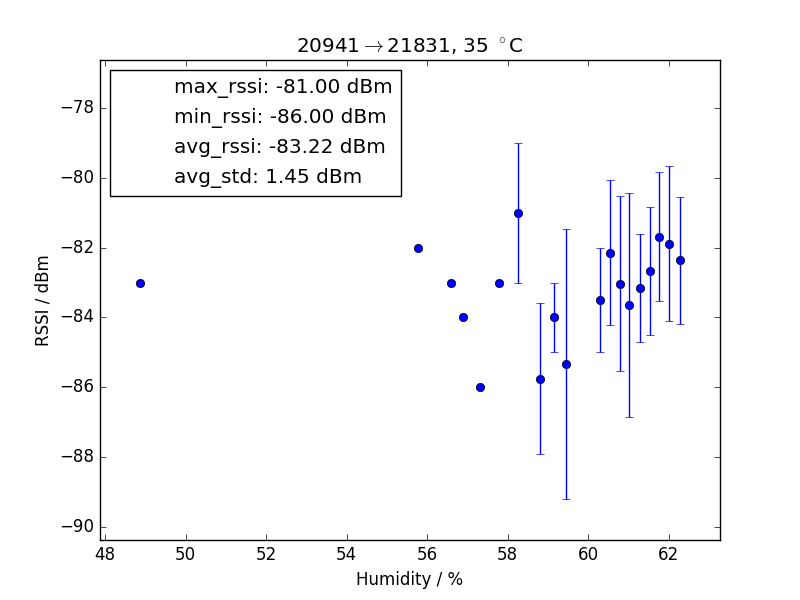 20941→21831, 35 °C
max_rssi: -81.00 dBm
min_rssi: -86.00 dBm
avg_rssi: -83.22 dBm
avg_std: 1.45 dBm
RSSI / dBm
−78
−80
−82
−84
−86
−88
−90
48 50 52 54 56 58 60 62
Humidity / %